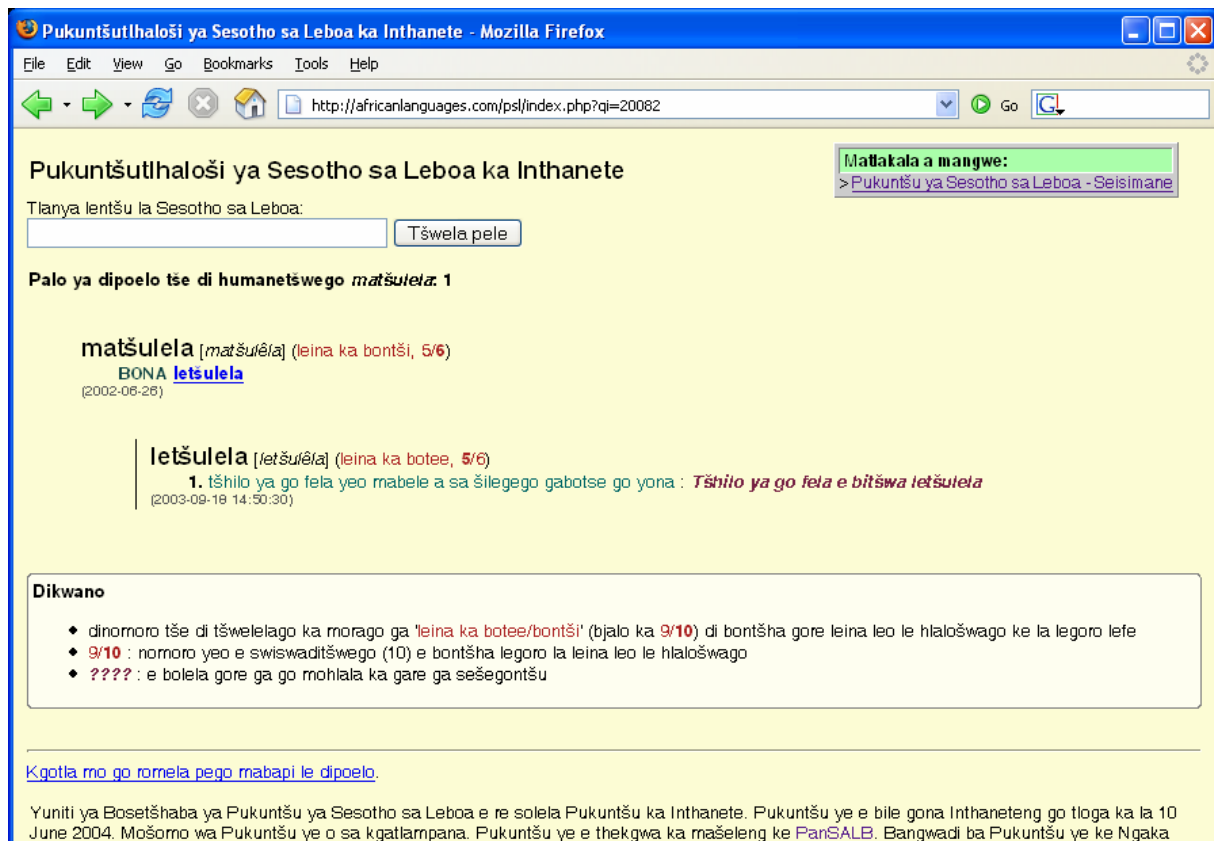 Pukuntšutlhaloši ya Sesotho sa Leboa ka Inthanete - Mozilla Firefox
File Edit View Go Bookmarks Tools Help
http://africanlanguages.com/psl/index.php?qi=20082 Go
Pukuntšutlhaloši ya Sesotho sa Leboa ka Inthanete
Matlakala a mangwe:
>Pukuntšu ya Sesotho sa Leboa - Seisimane
Tlanya lentšu la Sesotho sa Leboa:
Tšwela pele
Palo ya dipoelo tše di humanetšwego matšulela: 1
matšulela [matšulêla] (leina ka bontši, 5/6)
BONA letšulela
(2002-06-26)
letšulela [letšulêla] (leina ka botee, 5/6)
1. tšhilo ya go fela yeo mabele a sa šilegego gabotse go yona : Tšhilo ya go fela e bitšwa letšulela
(2003-09-18 14:50:30)
Dikwano
◆ dinomoro tše di tšwelelago ka morago ga 'leina ka botee/bontši' (bjalo ka 9/10) di bontšha gore leina leo le hlalošwago ke la legoro lefe
◆ 9/10 : nomoro yeo e swiswaditšwego (10) e bontšha legoro la leina leo le hlalošwago
◆ ???? : e bolela gore ga go mohlala ka gare ga sešegontšu
Kgotla mo go romela pego mabapi le dipoelo.
Yuniti ya Bosetšhaba ya Pukuntšu ya Sesotho sa Leboa e re solela Pukuntšu ka Inthanete. Pukuntšu ye e bile gona Inthaneteng go tloga ka la 10
June 2004. Mošomo wa Pukuntšu ye o sa kgatlampana. Pukuntšu ye e thekgwa ka mašeleng ke PanSALB. Bangwadi ba Pukuntšu ye ke Ngaka